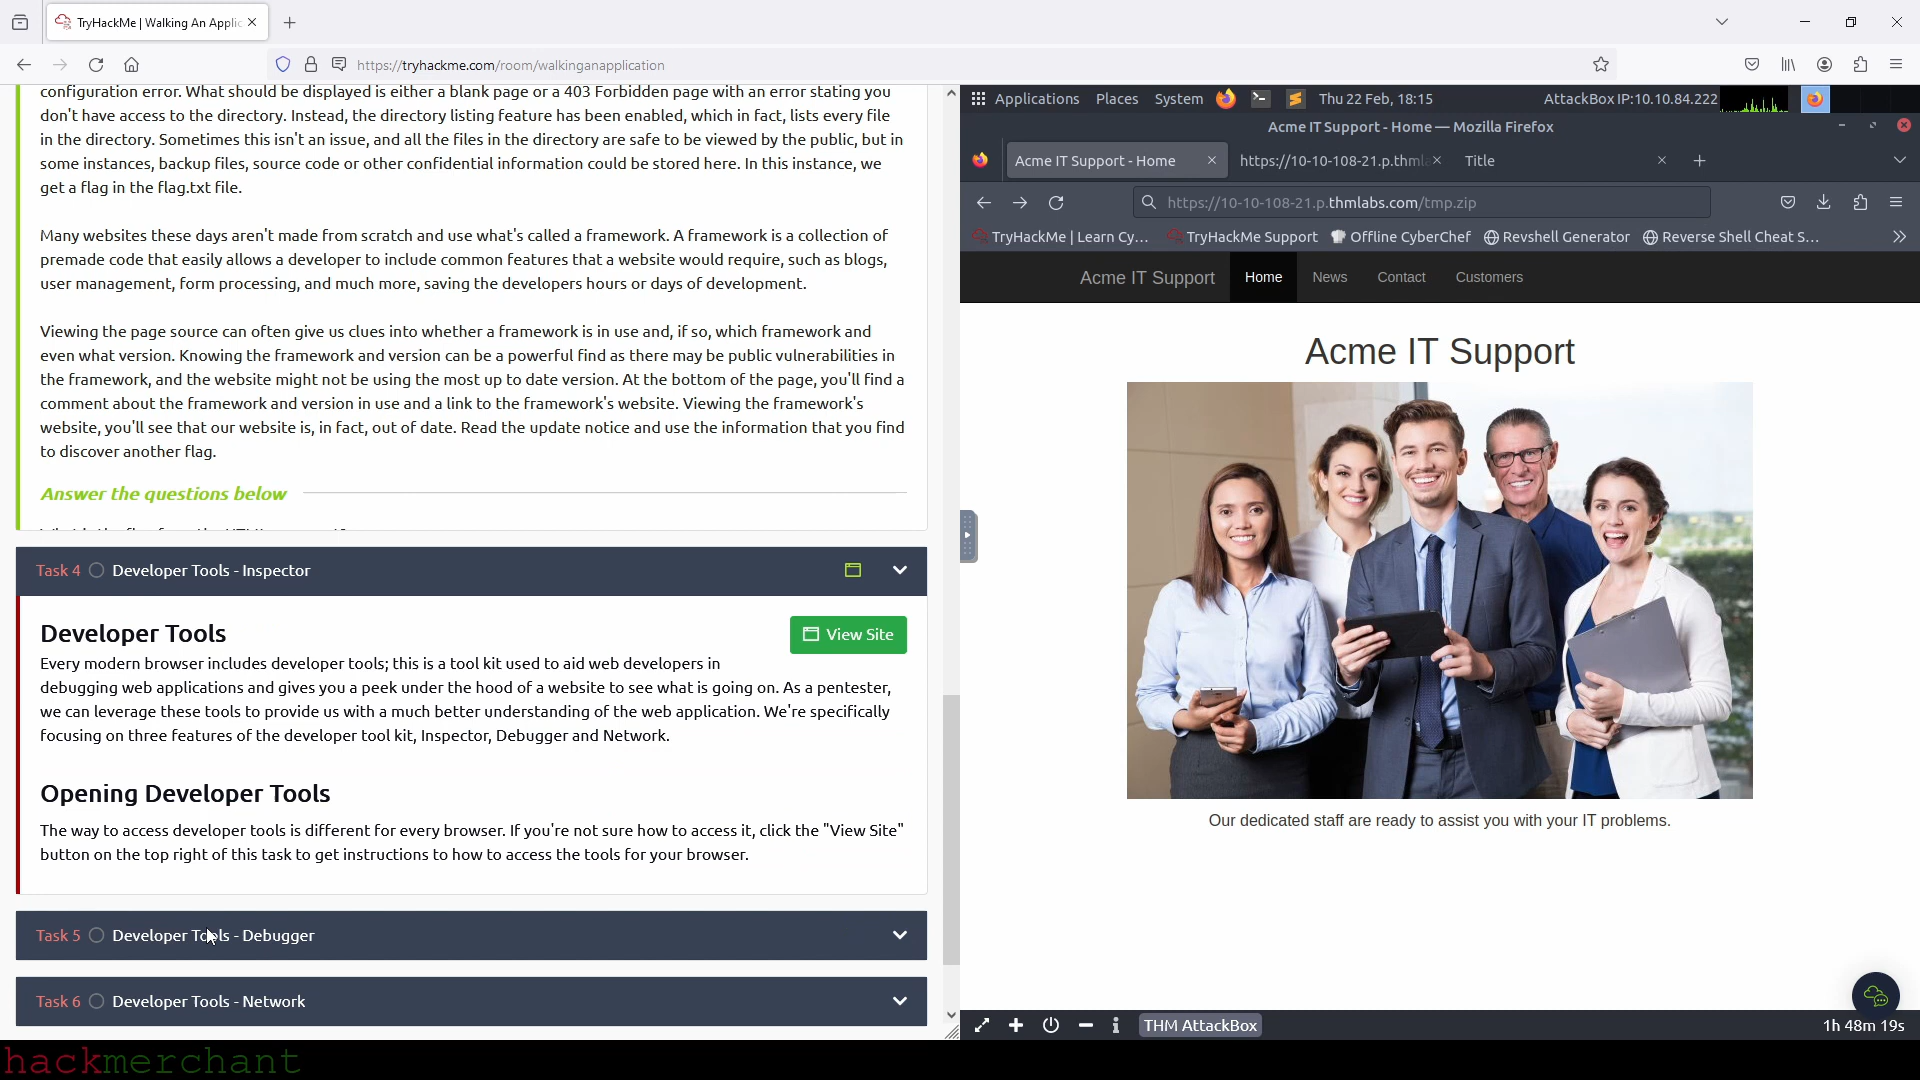 TryHackMe | Walking An Applic
https://tryhackme.com/room/walkinganapplication
configuration error. What should be displayed is either a blank page or a 403 Forbidden page with an error stating you
don't have access to the directory. Instead, the directory listing feature has been enabled, which in fact, lists every file
in the directory. Sometimes this isn't an issue, and all the files in the directory are safe to be viewed by the public, but in
some instances, backup files, source code or other confidential information could be stored here. In this instance, we
get a flag in the flag.txt file.
Many websites these days aren't made from scratch and use what's called a framework. A framework is a collection of
premade code that easily allows a developer to include common features that a website would require, such as blogs,
user management, form processing, and much more, saving the developers hours or days of development.
Viewing the page source can often give us clues into whether a framework is in use and, if so, which framework and
even what version. Knowing the framework and version can be a powerful find as there may be public vulnerabilities in
the framework, and the website might not be using the most up to date version. At the bottom of the page, you'll find a
comment about the framework and version in use and a link to the framework's website. Viewing the framework's
website, you'll see that our website is, in fact, out of date. Read the update notice and use the information that you find
to discover another flag.
Answer the questions below
Task 4 Developer Tools - Inspector
Developer Tools
View Site
Every modern browser includes developer tools; this is a tool kit used to aid web developers in
debugging web applications and gives you a peek under the hood of a website to see what is going on. As a pentester,
we can leverage these tools to provide us with a much better understanding of the web application. We're specifically
focusing on three features of the developer tool kit, Inspector, Debugger and Network.
Opening Developer Tools
The way to access developer tools is different for every browser. If you're not sure how to access it, click the "View Site"
button on the top right of this task to get instructions to how to access the tools for your browser.
Task 5 Developer Tools - Debugger
Task 6 Developer Tools - Network
hackmerchant
Applications Places System Thu 22 Feb, 18:15 AttackBox IP:10.10.84.222
Acme IT Support - Home — Mozilla Firefox
Acme IT Support - Home https://10-10-108-21.p.thmla Title
https://10-10-108-21.p.thmlabs.com/tmp.zip
TryHackMe | Learn Cy... TryHackMe Support Offline CyberChef Revshell Generator Reverse Shell Cheat S...
Acme IT Support Home News Contact Customers
Acme IT Support
Our dedicated staff are ready to assist you with your IT problems.
THM AttackBox 1h 48m 19s